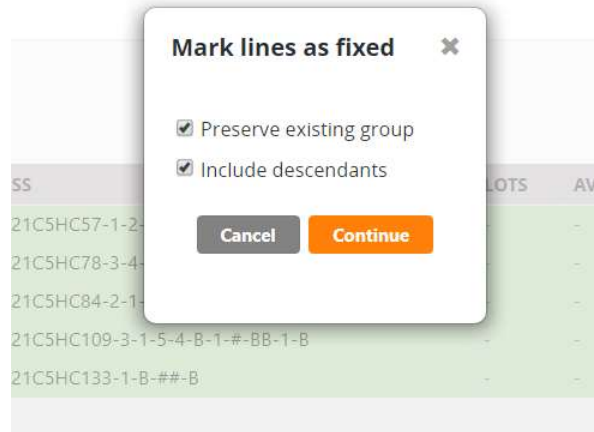 Mark lines as fixed ✖
Preserve existing group
Include descendants
Cancel Continue
SS LOTS AV
21C5HC57-1-2- - -
21C5HC78-3-4- - -
21C5HC84-2-1- - -
21C5HC109-3-1-5-4-B-1-#-BB-1-B - -
21C5HC133-1-B-##-B - -